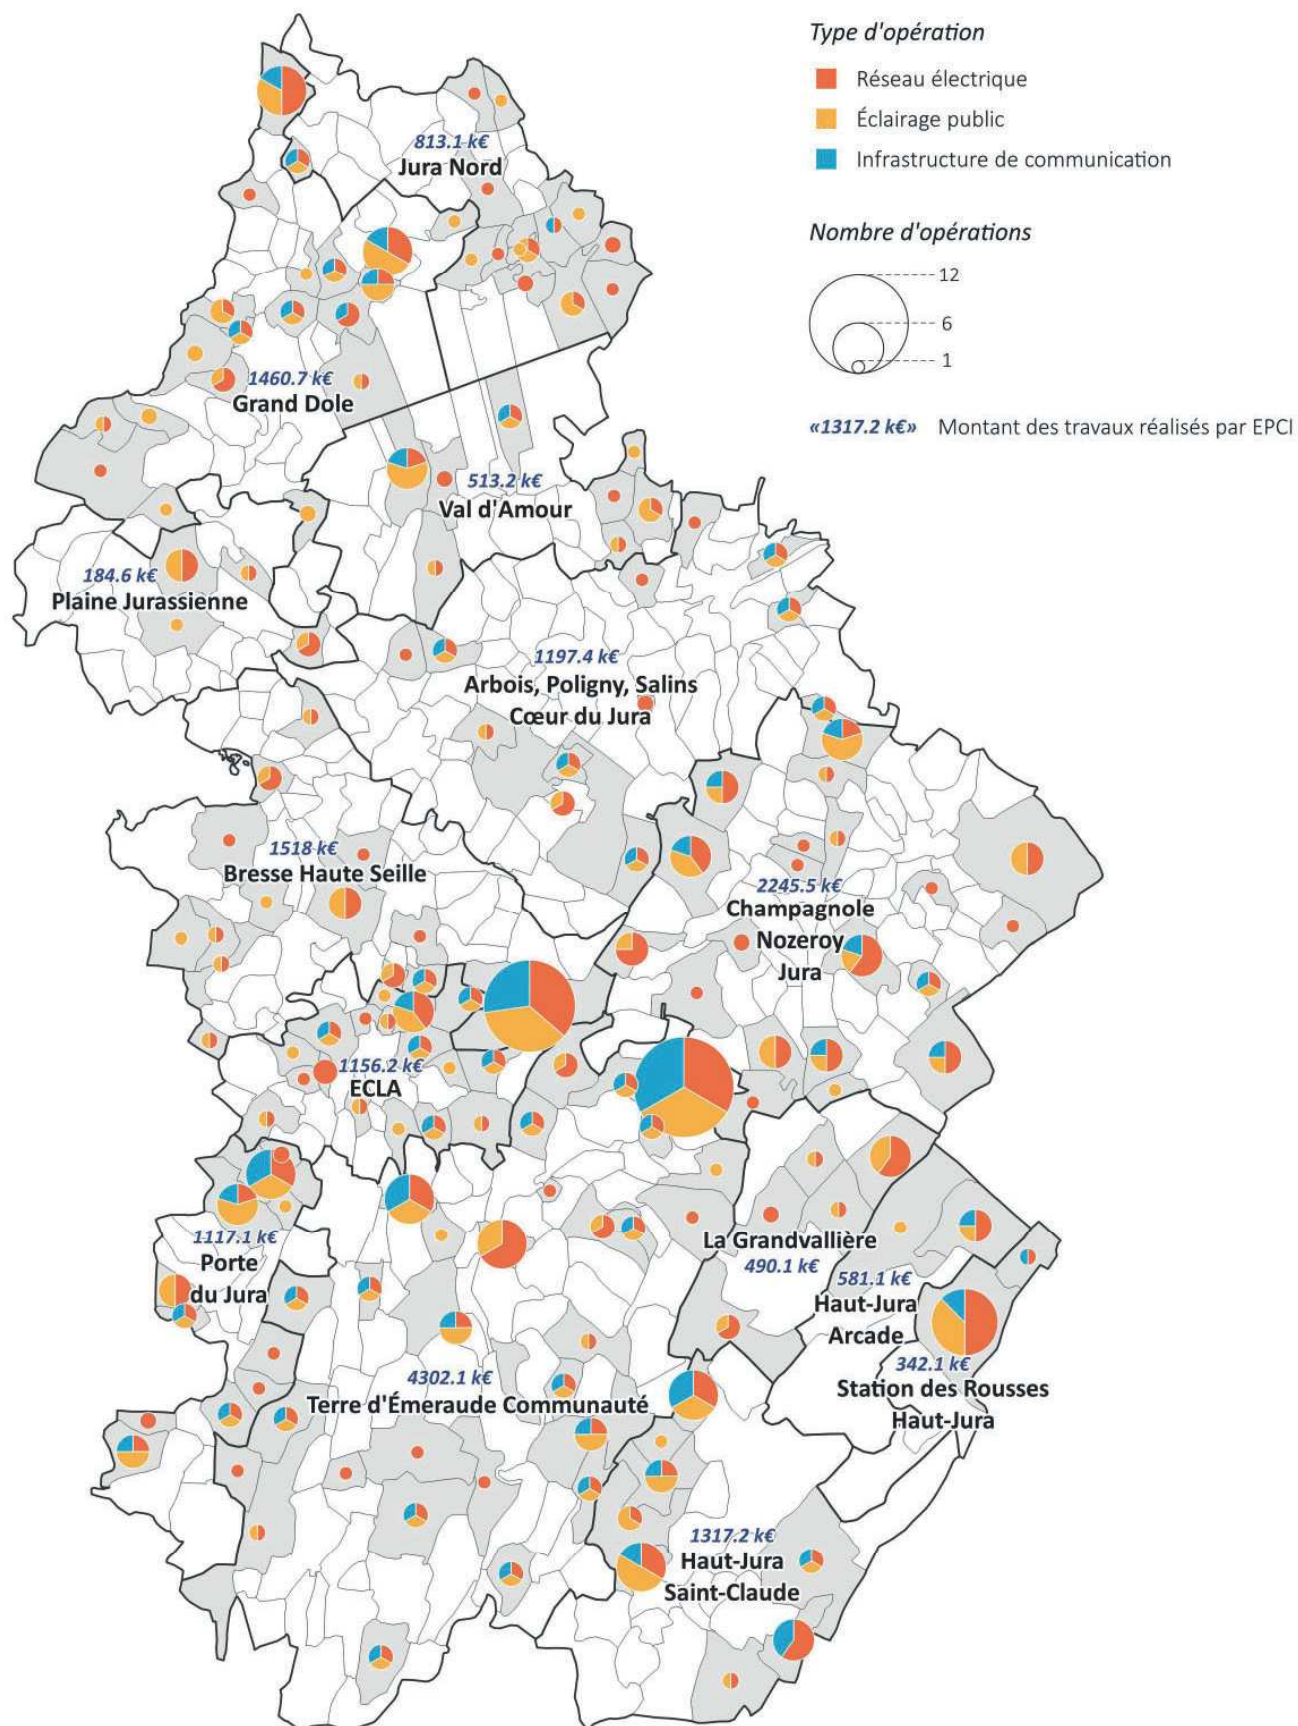 Type d'opération
Réseau électrique
Éclairage public
Infrastructure de communication
Nombre d'opérations
12
6
1
«1317.2 k€» Montant des travaux réalisés par EPCI
813.1 k€
Jura Nord
1460.7 k€
Grand Dole
513.2 k€
Val d'Amour
184.6 k€
Plaine Jurassienne
1197.4 k€
Arbois, Poligny, Salins
Cœur du Jura
1518 k€
Bresse Haute Seille
2245.5 k€
Champagnole
Nozeroy
Jura
1156.2 k€
ECLA
1117.1 k€
Porte
du Jura
La Grandvallière
490.1 k€
581.1 k€
Haut-Jura
Arcade
342.1 k€
Station des Rousses
Haut-Jura
4302.1 k€
Terre d'Émeraude Communauté
1317.2 k€
Haut-Jura
Saint-Claude